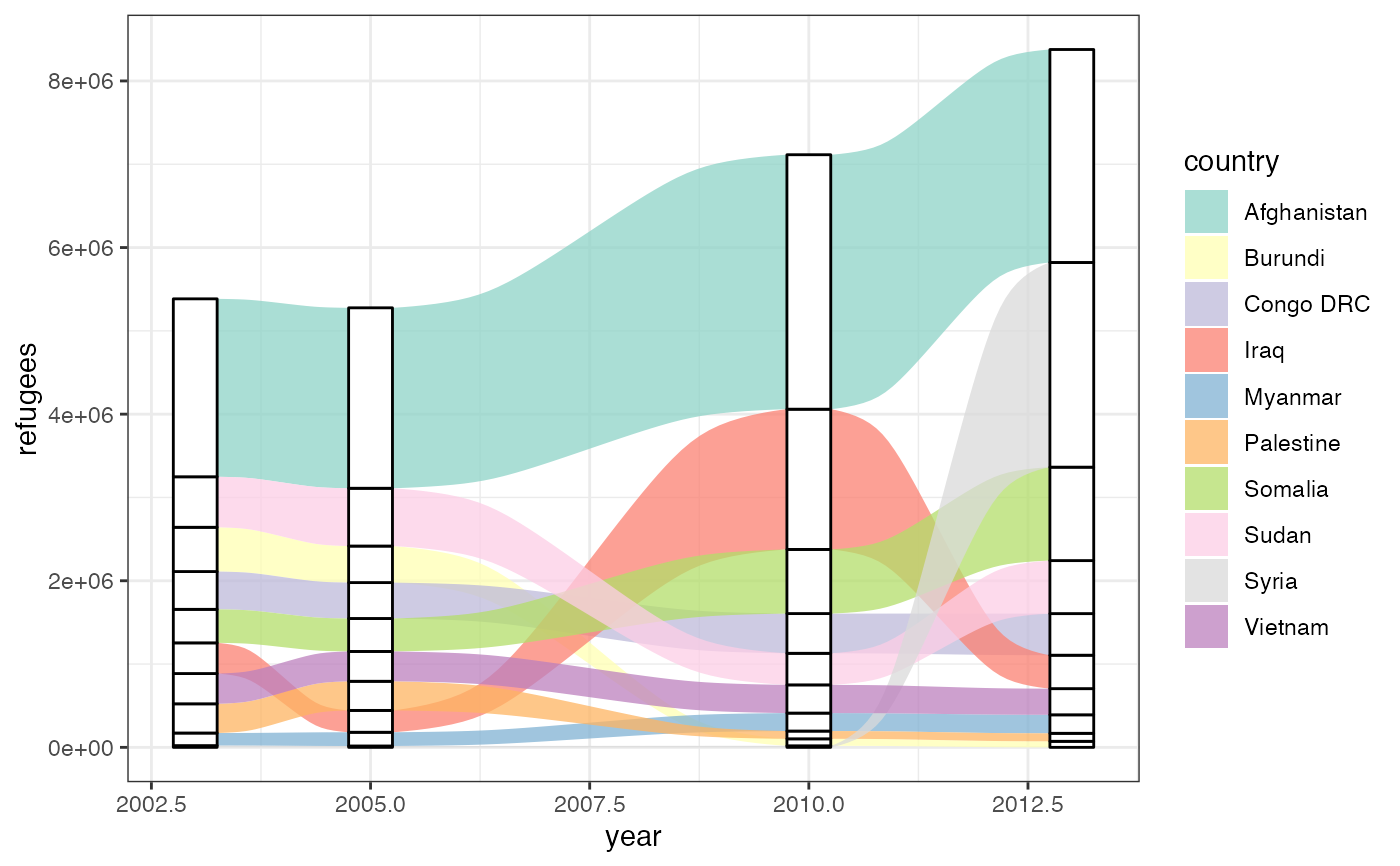 8e+06
6e+06
4e+06
2e+06
0e+00
refugees
2002.5 2005.0 2007.5 2010.0 2012.5
year
country
Afghanistan
Burundi
Congo DRC
Iraq
Myanmar
Palestine
Somalia
Sudan
Syria
Vietnam